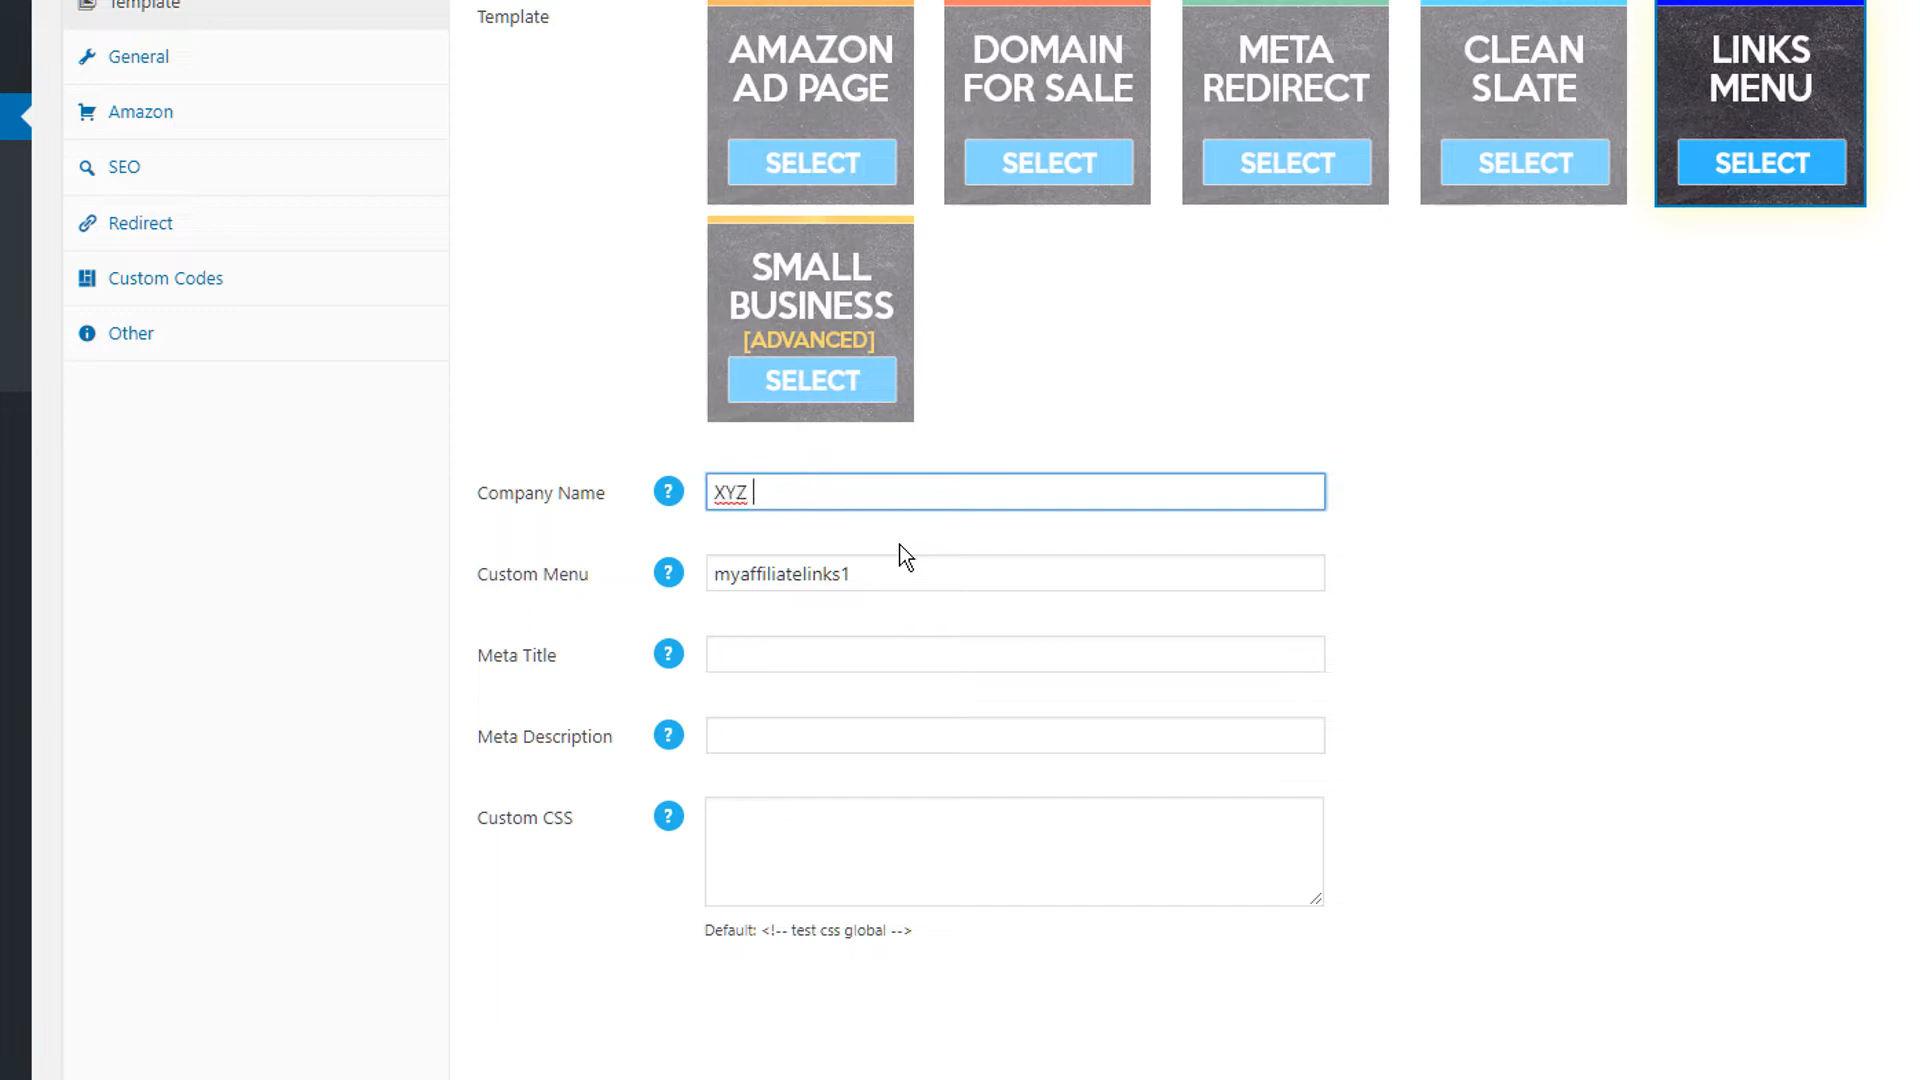 Template
General
Amazon
SEO
Redirect
Custom Codes
Other
Template
AMAZON
AD PAGE
SELECT
DOMAIN
FOR SALE
SELECT
META
REDIRECT
SELECT
CLEAN
SLATE
SELECT
LINKS
MENU
SELECT
SMALL
BUSINESS
[ADVANCED]
SELECT
Company Name ? XYZ
Custom Menu ? myaffiliatelinks1
Meta Title ?
Meta Description ?
Custom CSS ?
Default: <!-- test css global -->